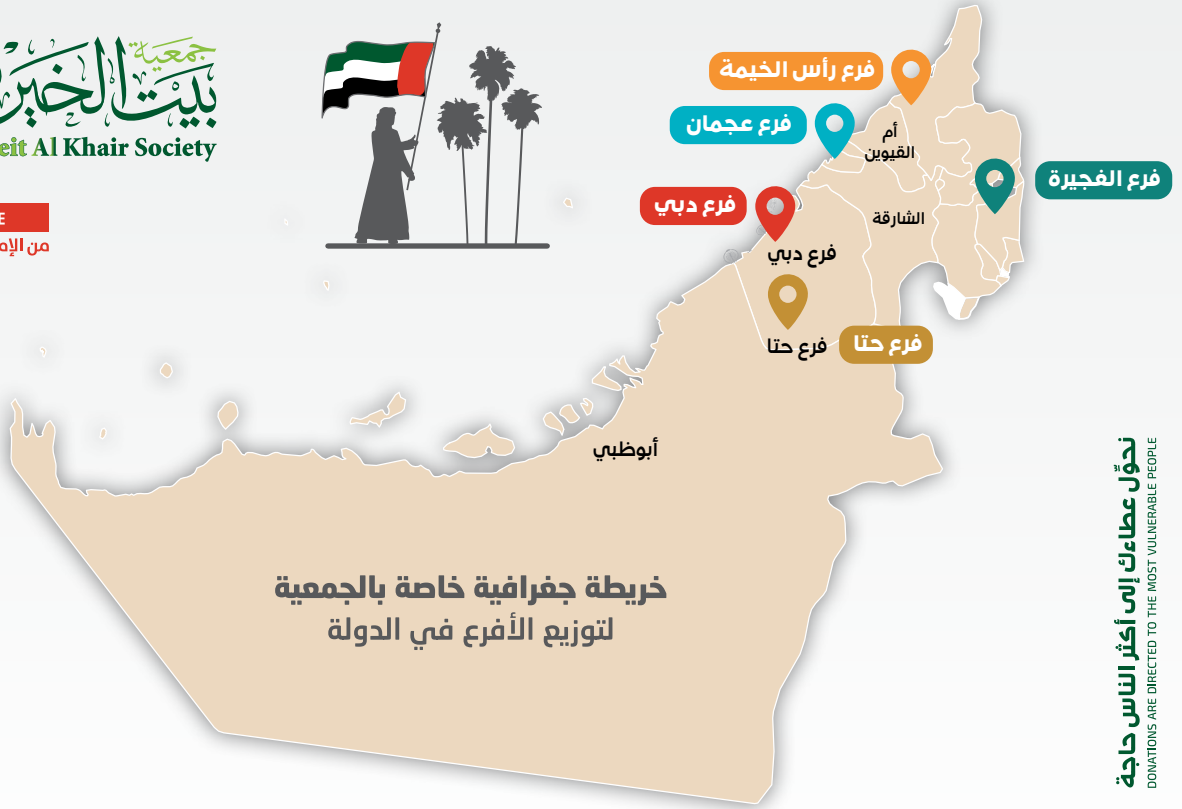 جمعية
بيت الخير
Beit Al Khair Society
E
من الإم
فرع رأس الخيمة
فرع عجمان
أم
القيوين
فرع الفجيرة
فرع دبي
الشارقة
فرع دبي
فرع حتا
فرع حتا
أبوظبي
خريطة جغرافية خاصة بالجمعية
لتوزيع الأفرع في الدولة
نحوِّل عطاءك إلى أكثر الناس حاجة
DONATIONS ARE DIRECTED TO THE MOST VULNERABLE PEOPLE